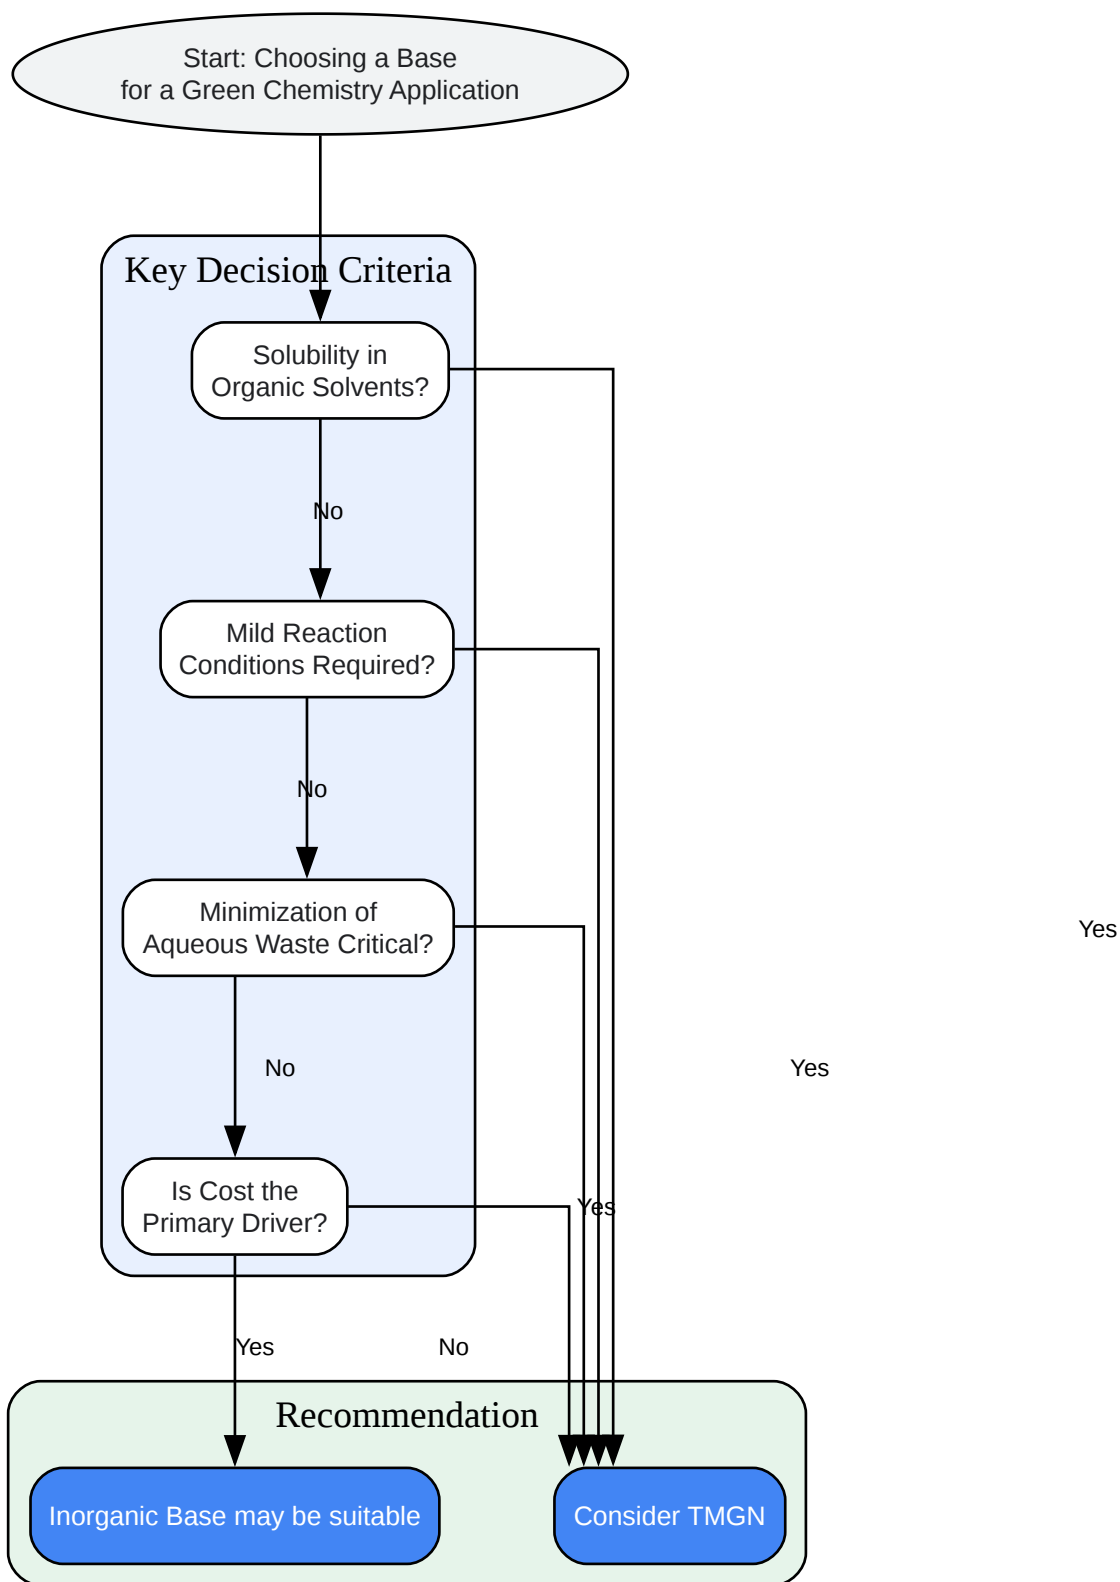 Start: Choosing a Base
for a Green Chemistry Application
Key Decision Criteria
Solubility in
Organic Solvents?
No
Mild Reaction
Conditions Required?
No
Minimization of
Aqueous Waste Critical?
Yes
No
Yes
Is Cost the
Primary Driver?
Yes
Yes
No
Recommendation
Inorganic Base may be suitable
Consider TMGN